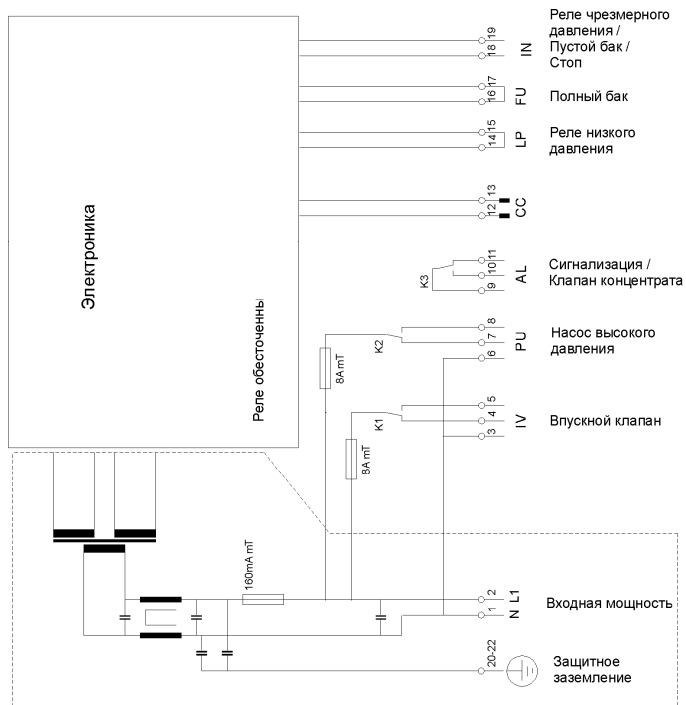 Реле чрезмерного
давления /
Пустой бак /
Стоп
19
18
IN
17
16
FU
Полный бак
15
14
LP
Реле низкого
давления
13
12
CC
Электроника
Реле обесточены
11
10
9
K3
AL
Сигнализация /
Клапан концентрата
8
7
6
K2
PU
Насос высокого
давления
8A mT
5
4
3
K1
IV
Впускной клапан
8A mT
160mA mT
2
L1
1
N
Входная мощность
20-22
Защитное
заземление